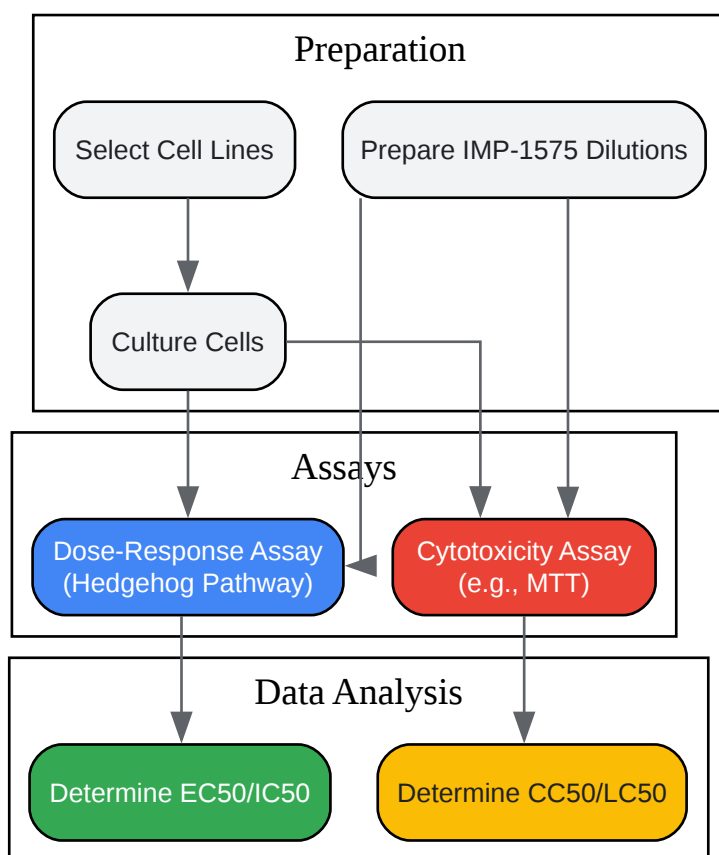 Preparation
Select Cell Lines
Prepare IMP-1575 Dilutions
Culture Cells
Assays
Dose-Response Assay
(Hedgehog Pathway)
Cytotoxicity Assay
(e.g., MTT)
Data Analysis
Determine EC50/IC50
Determine CC50/LC50